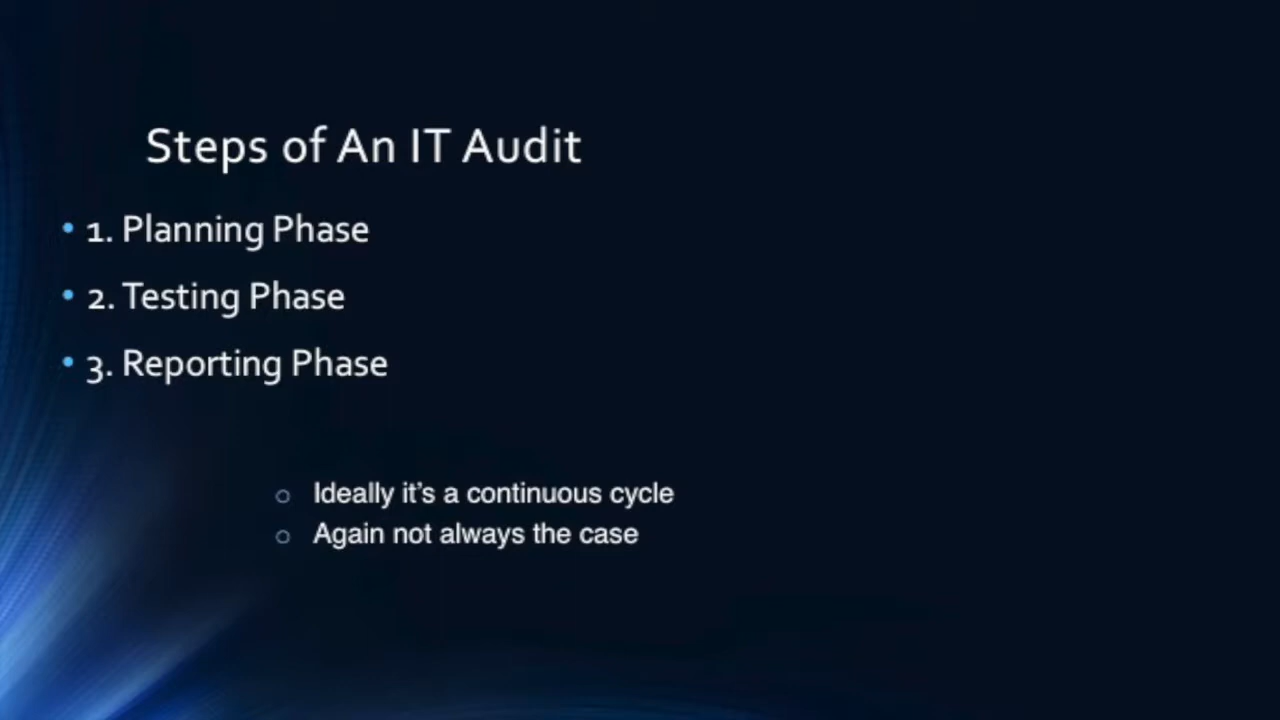 Steps of An IT Audit
• 1. Planning Phase
• 2. Testing Phase
• 3. Reporting Phase
○ Ideally it's a continuous cycle
○ Again not always the case